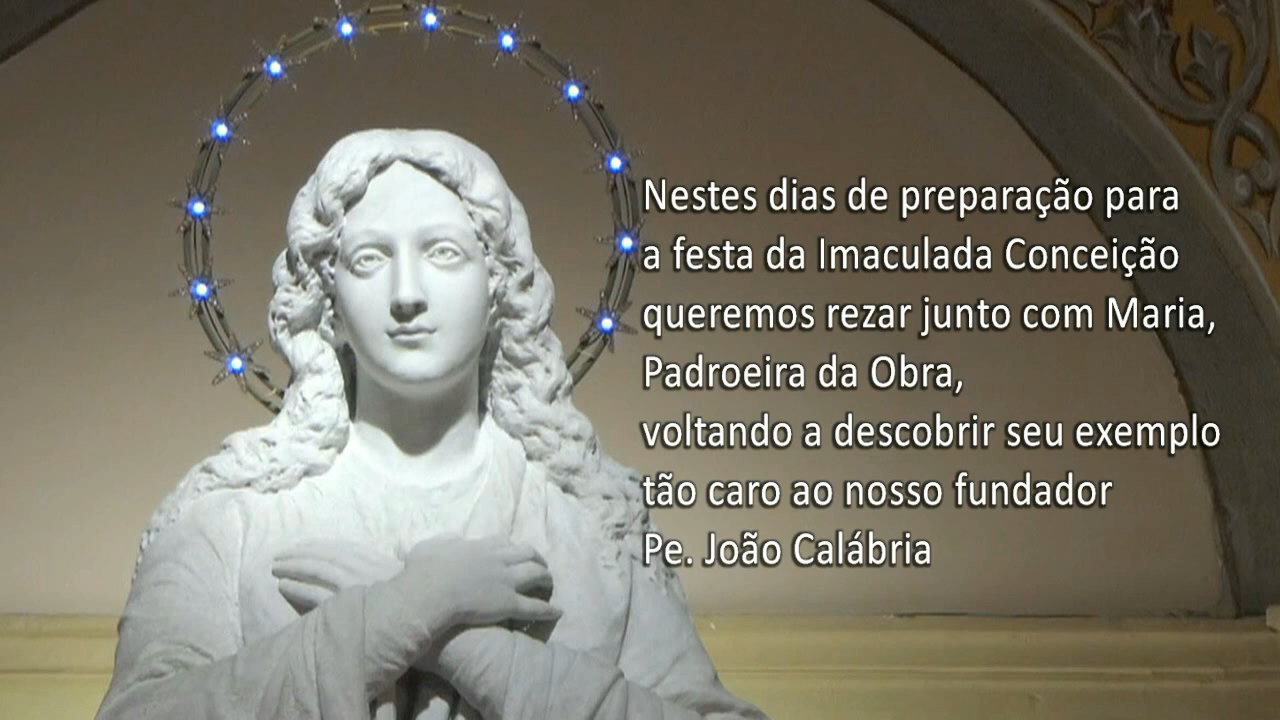 Nestes dias de preparação para
a festa da Imaculada Conceição
queremos rezar junto com Maria,
Padroeira da Obra,
voltando a descobrir seu exemplo
tão caro ao nosso fundador
Pe. João Calábria